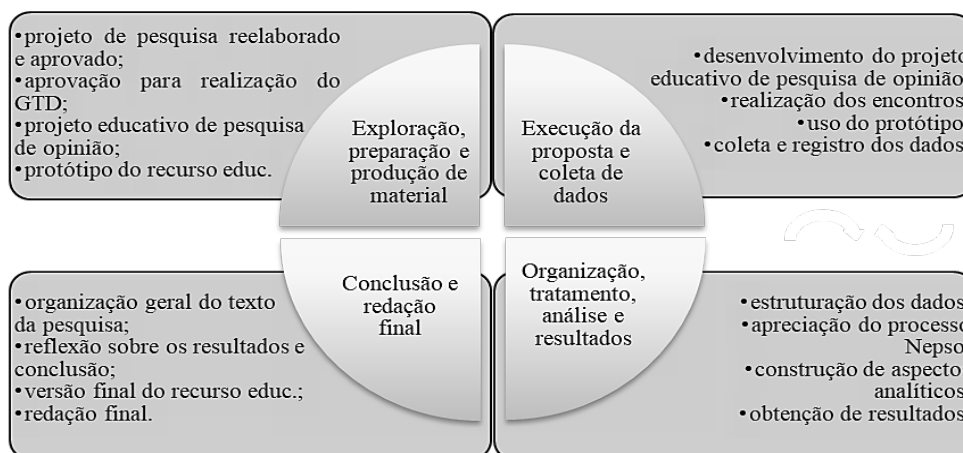 •projeto de pesquisa reelaborado
e aprovado;
•aprovação para realização do
GTD;
•projeto educativo de pesquisa
de opinião;
•protótipo do recurso educ.
Exploração,
preparação e
produção de
material
Execução da
proposta e
coleta de
dados
•desenvolvimento do projeto
educativo de pesquisa de opinião
•realização dos encontros
•uso do protótipo
•coleta e registro dos dados
•organização geral do texto
da pesquisa;
•reflexão sobre os resultados e
conclusão;
•versão final do recurso educ.;
•redação final.
Conclusão e
redação
final
Organização,
tratamento,
análise e
resultados
•estruturação dos dados
•apreciação do processo
Nepso
•construção de aspecto
analíticos
•obtenção de resultados